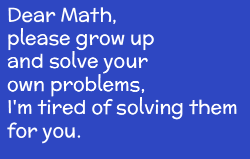 Dear Math,
please grow up
and solve your
own problems,
I'm tired of solving them
for you.